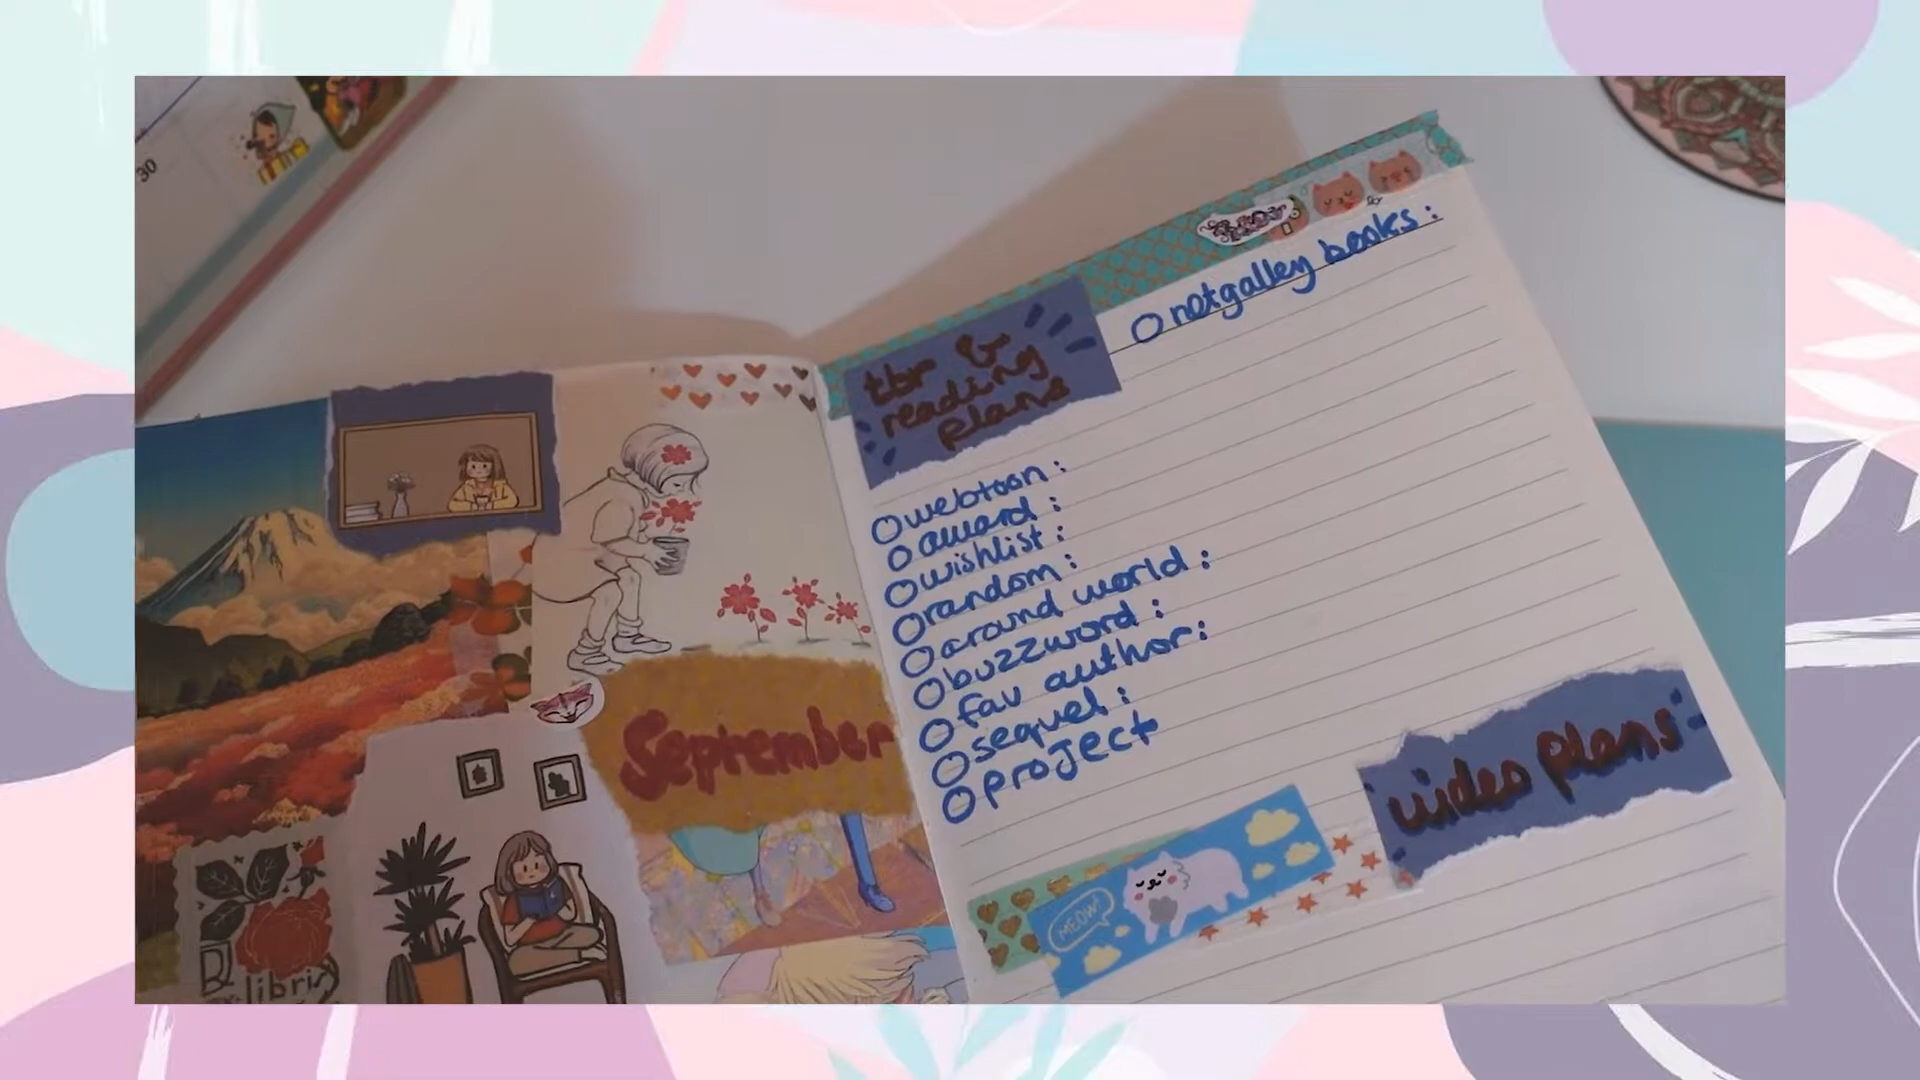 30
netgalley books:
tbr &
reading
plans
webtoon:
award:
wishlist:
random:
around world:
buzzword:
fav author:
sequel:
project
September
video plans
MEOW?
libris